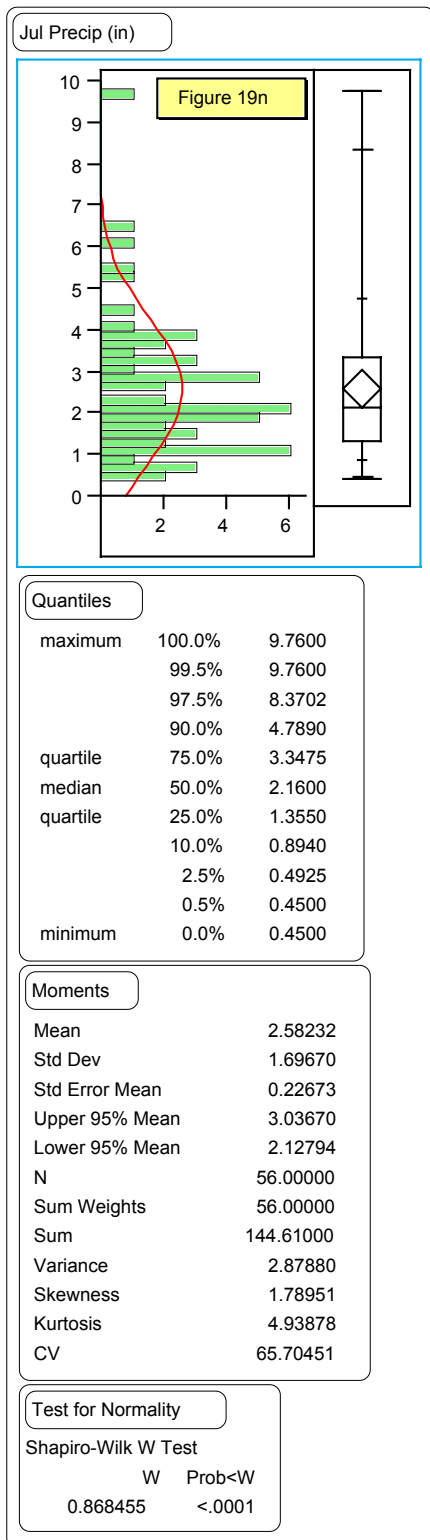 Jul Precip (in)
Figure 19n
10
9
8
7
6
5
4
3
2
1
0
2 4 6
Quantiles
maximum 100.0% 9.7600
99.5% 9.7600
97.5% 8.3702
90.0% 4.7890
quartile 75.0% 3.3475
median 50.0% 2.1600
quartile 25.0% 1.3550
10.0% 0.8940
2.5% 0.4925
0.5% 0.4500
minimum 0.0% 0.4500
Moments
Mean 2.58232
Std Dev 1.69670
Std Error Mean 0.22673
Upper 95% Mean 3.03670
Lower 95% Mean 2.12794
N 56.00000
Sum Weights 56.00000
Sum 144.61000
Variance 2.87880
Skewness 1.78951
Kurtosis 4.93878
CV 65.70451
Test for Normality
Shapiro-Wilk W Test
W Prob<W
0.868455 <.0001